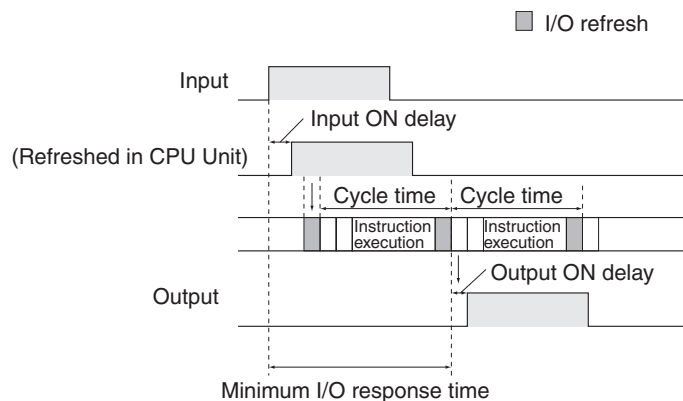 I/O refresh
Input
Input ON delay
(Refreshed in CPU Unit)
Cycle time
Cycle time
Instruction
execution
Instruction
execution
Output ON delay
Output
Minimum I/O response time